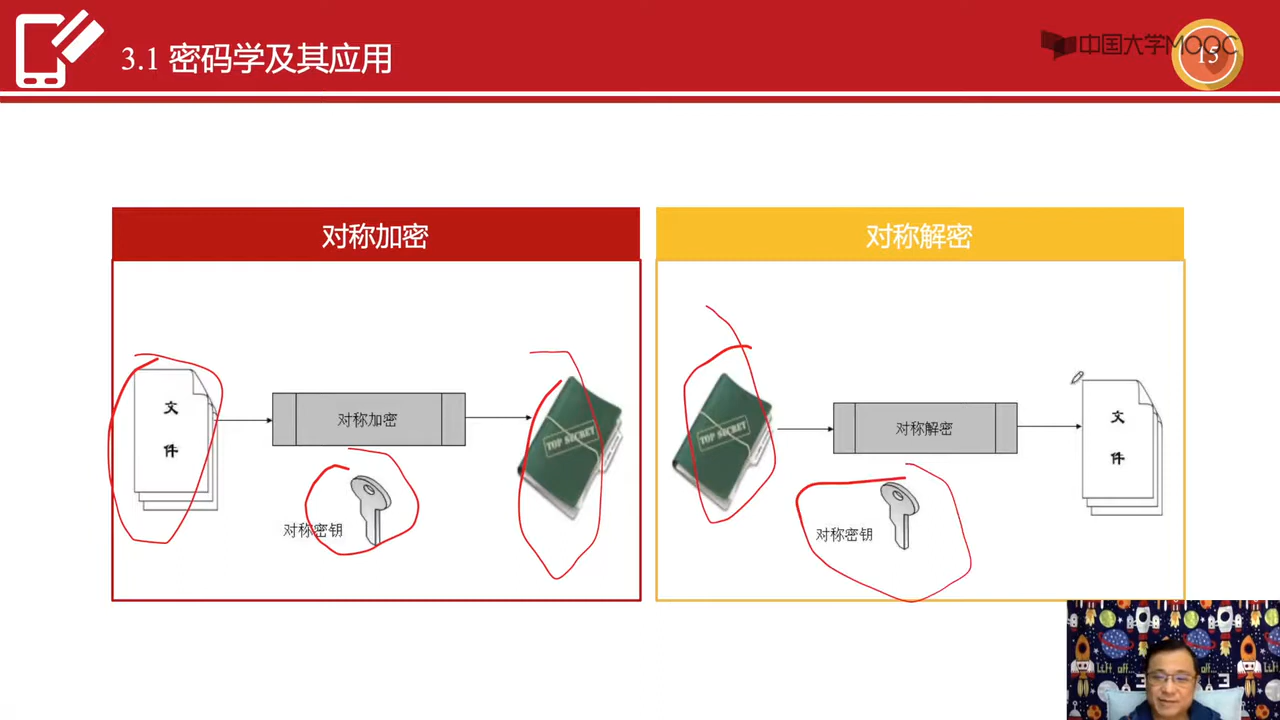 3.1 密码学及其应用
中国大学MOOC
15
对称加密
对称解密
文件
对称加密
TOP SECRET
对称密钥
TOP SECRET
对称解密
文件
对称密钥